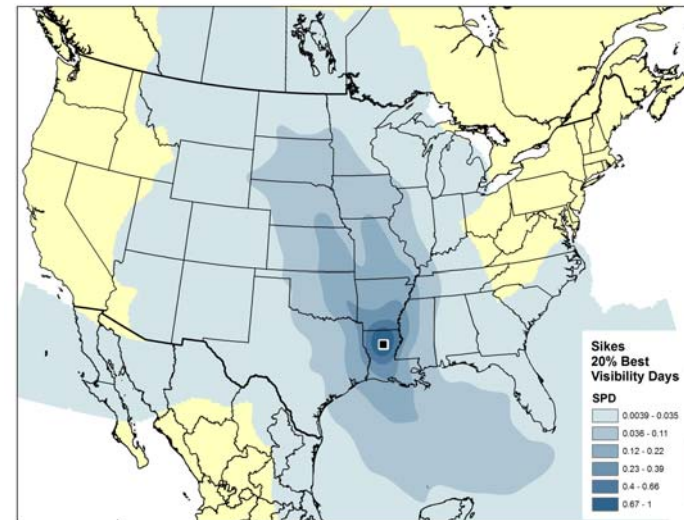 Sikes
20% Best
Visibility Days
SPD
0.0039 - 0.035
0.036 - 0.11
0.12 - 0.22
0.23 - 0.39
0.4 - 0.66
0.67 - 1